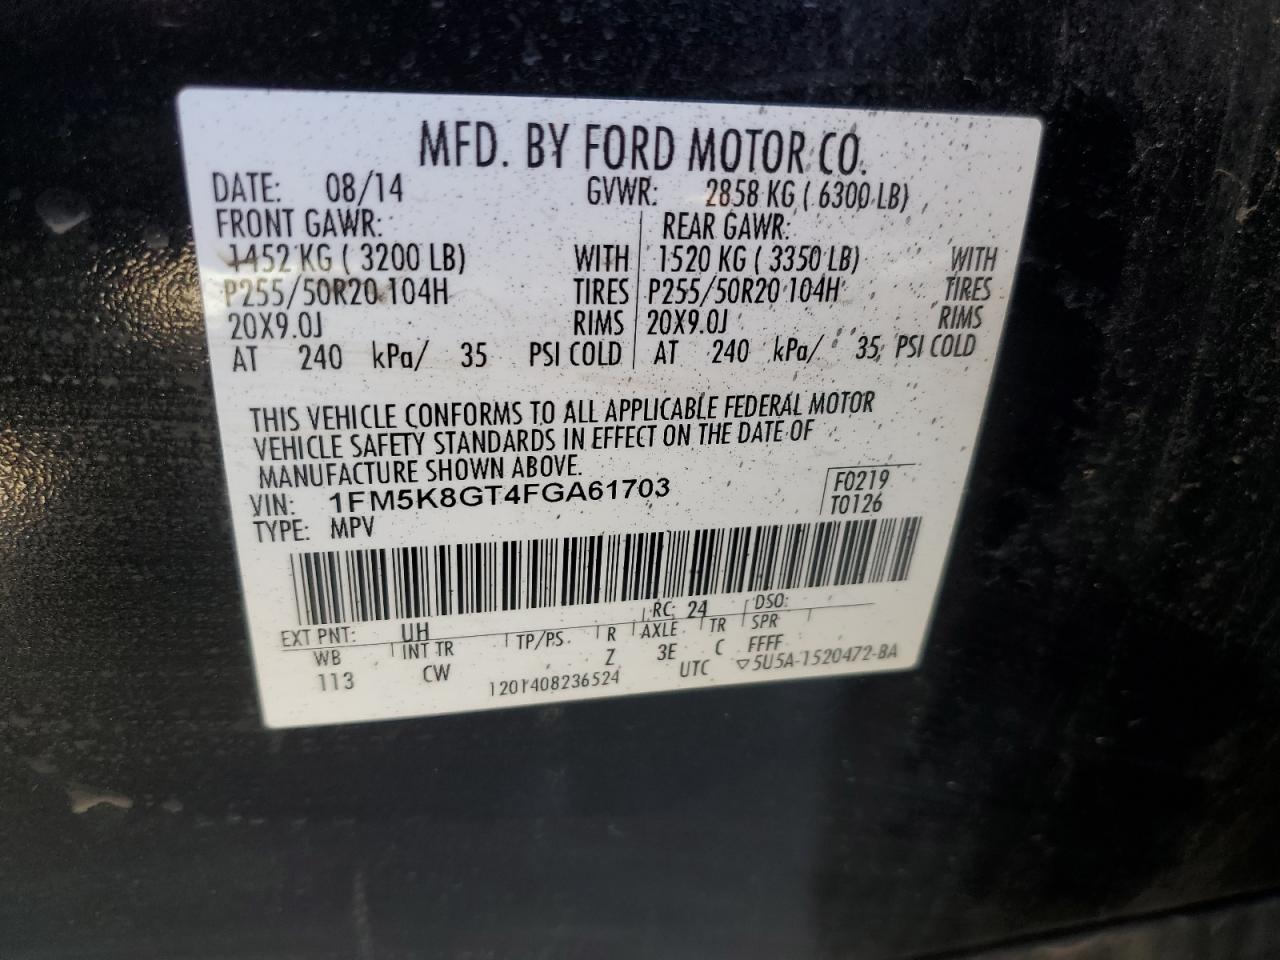 MFD. BY FORD MOTOR CO.
DATE: 08/14 GVWR: 2858 KG ( 6300 LB)
FRONT GAWR: REAR GAWR:
1452 KG ( 3200 LB) WITH 1520 KG ( 3350 LB) WITH
P255/50R20 104H TIRES P255/50R20 104H TIRES
20X9.0J RIMS 20X9.0J RIMS
AT 240 kPa/ 35 PSI COLD AT 240 kPa/ 35 PSI COLD
THIS VEHICLE CONFORMS TO ALL APPLICABLE FEDERAL MOTOR
VEHICLE SAFETY STANDARDS IN EFFECT ON THE DATE OF
MANUFACTURE SHOWN ABOVE.
VIN: 1FM5K8GT4FGA61703 F0219
TYPE: MPV T0126
EXT PNT: UH RC: 24 DSO:
WB INT TR TP/PS R AXLE TR SPR
113 CW Z 3E C FFFF
1201408236524 UTC ▽5U5A-1520472-BA